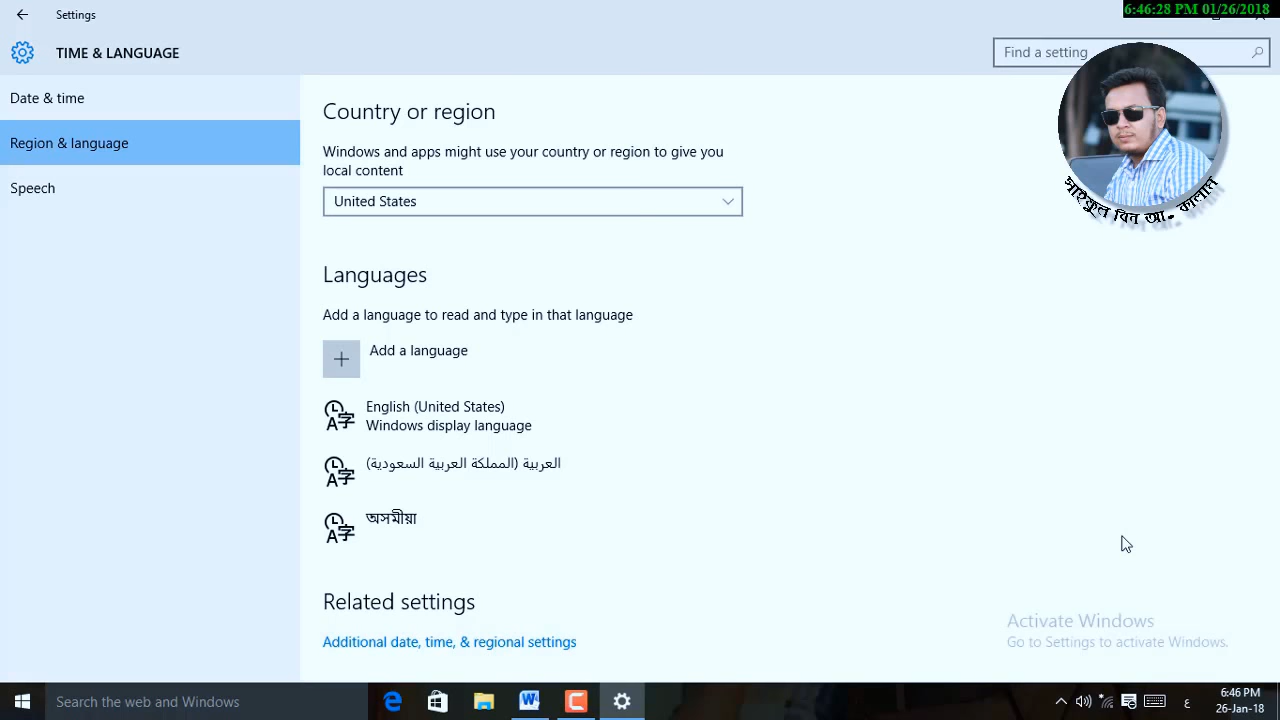 Settings
6:46:28 PM 01/26/2018
TIME & LANGUAGE
Find a setting
Date & time
Region & language
Speech
Country or region
Windows and apps might use your country or region to give you
local content
United States
সাইফুল বিন আ. কালাম
Languages
Add a language to read and type in that language
Add a language
English (United States)
Windows display language
العربية (المملكة العربية السعودية)
অসমীয়া
Related settings
Additional date, time, & regional settings
Activate Windows
Go to Settings to activate Windows.
Search the web and Windows
ع
6:46 PM
26-Jan-18